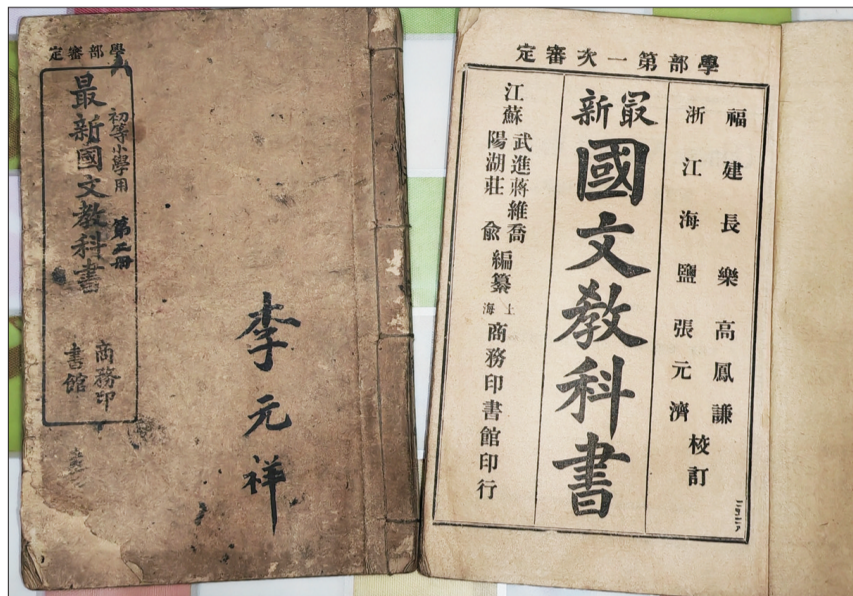 學部審定
初等小學用
最新國文教科書
第二册
商務印
書館
李元祥
學部第一次審定
福建長樂高鳳謙
浙江海鹽張元濟
校訂
最新
國文教科書
江蘇
武進蔣維喬
陽湖莊俞
編纂
上海
商務印書館印行